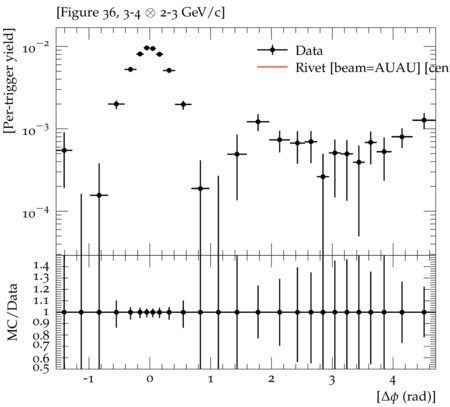 [Figure 36, 3-4 ⊗ 2-3 GeV/c]
[Per-trigger yield]
10⁻²
10⁻³
10⁻⁴
Data
Rivet [beam=AUAU] [cen
MC/Data
1.4
1.3
1.2
1.1
1
0.9
0.8
0.7
0.6
0.5
-1 0 1 2 3 4
[Δϕ (rad)]